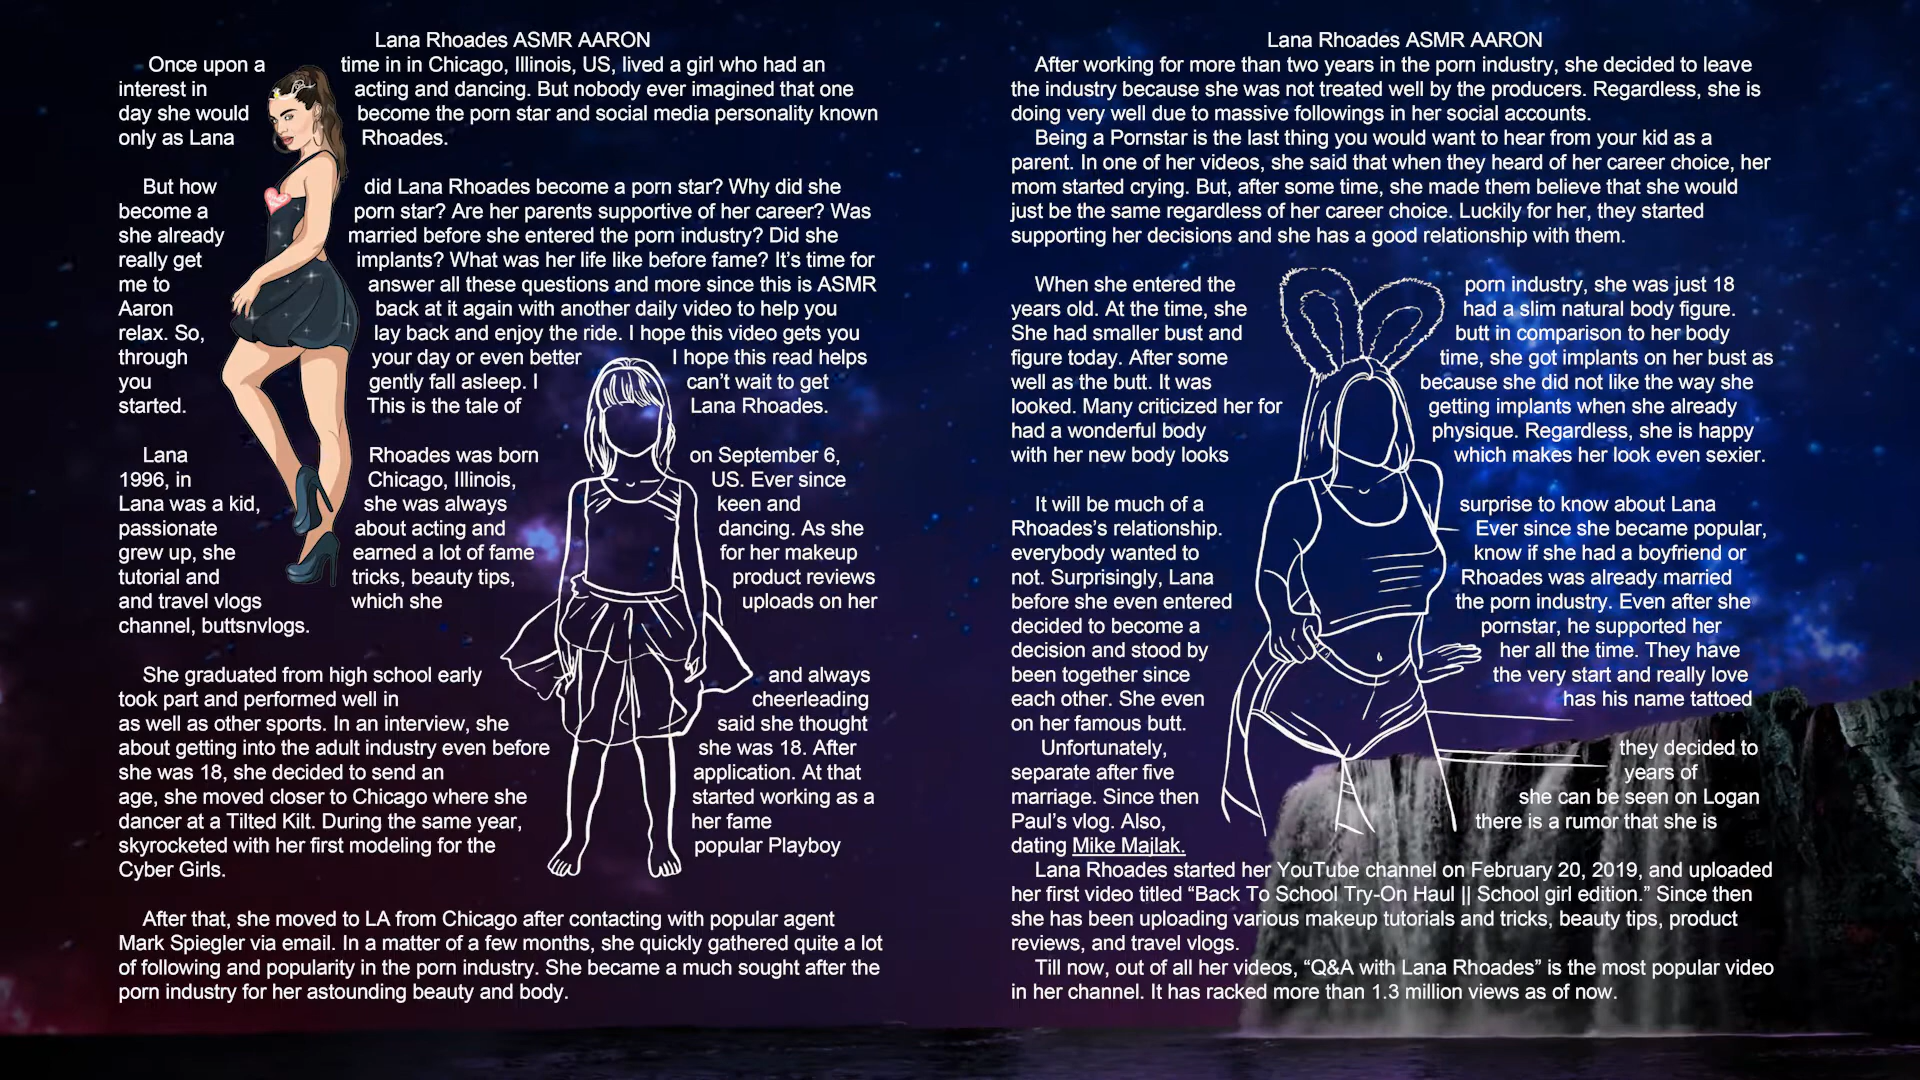 Lana Rhoades ASMR AARON
Once upon a time in in Chicago, Illinois, US, lived a girl who had an
interest in acting and dancing. But nobody ever imagined that one
day she would become the porn star and social media personality known
only as Lana Rhoades.
But how did Lana Rhoades become a porn star? Why did she
become a porn star? Are her parents supportive of her career? Was
she already married before she entered the porn industry? Did she
really get implants? What was her life like before fame? It's time for
me to answer all these questions and more since this is ASMR
Aaron back at it again with another daily video to help you
relax. So, lay back and enjoy the ride. I hope this video gets you
through your day or even better I hope this read helps
you gently fall asleep. I can't wait to get
started. This is the tale of Lana Rhoades.
Lana Rhoades was born on September 6,
1996, in Chicago, Illinois, US. Ever since
Lana was a kid, she was always keen and
passionate about acting and dancing. As she
grew up, she earned a lot of fame for her makeup
tutorial and tricks, beauty tips, product reviews
and travel vlogs which she uploads on her
channel, buttsnvlogs.
She graduated from high school early and always
took part and performed well in cheerleading
as well as other sports. In an interview, she said she thought
about getting into the adult industry even before she was 18. After
she was 18, she decided to send an application. At that
age, she moved closer to Chicago where she started working as a
dancer at a Tilted Kilt. During the same year, her fame
skyrocketed with her first modeling for the popular Playboy
Cyber Girls.
After that, she moved to LA from Chicago after contacting with popular agent
Mark Spiegler via email. In a matter of a few months, she quickly gathered quite a lot
of following and popularity in the porn industry. She became a much sought after the
porn industry for her astounding beauty and body.
Lana Rhoades ASMR AARON
After working for more than two years in the porn industry, she decided to leave
the industry because she was not treated well by the producers. Regardless, she is
doing very well due to massive followings in her social accounts.
Being a Pornstar is the last thing you would want to hear from your kid as a
parent. In one of her videos, she said that when they heard of her career choice, her
mom started crying. But, after some time, she made them believe that she would
just be the same regardless of her career choice. Luckily for her, they started
supporting her decisions and she has a good relationship with them.
When she entered the porn industry, she was just 18
years old. At the time, she had a slim natural body figure.
She had smaller bust and butt in comparison to her body
figure today. After some time, she got implants on her bust as
well as the butt. It was because she did not like the way she
looked. Many criticized her for getting implants when she already
had a wonderful body physique. Regardless, she is happy
with her new body looks which makes her look even sexier.
It will be much of a surprise to know about Lana
Rhoades's relationship. Ever since she became popular,
everybody wanted to know if she had a boyfriend or
not. Surprisingly, Lana Rhoades was already married
before she even entered the porn industry. Even after she
decided to become a pornstar, he supported her
decision and stood by her all the time. They have
been together since the very start and really love
each other. She even has his name tattoed
on her famous butt.
Unfortunately, they decided to
separate after five years of
marriage. Since then she can be seen on Logan
Paul's vlog. Also, there is a rumor that she is
dating Mike Majlak.
Lana Rhoades started her YouTube channel on February 20, 2019, and uploaded
her first video titled “Back To School Try-On Haul || School girl edition.” Since then
she has been uploading various makeup tutorials and tricks, beauty tips, product
reviews, and travel vlogs.
Till now, out of all her videos, “Q&A with Lana Rhoades” is the most popular video
in her channel. It has racked more than 1.3 million views as of now.